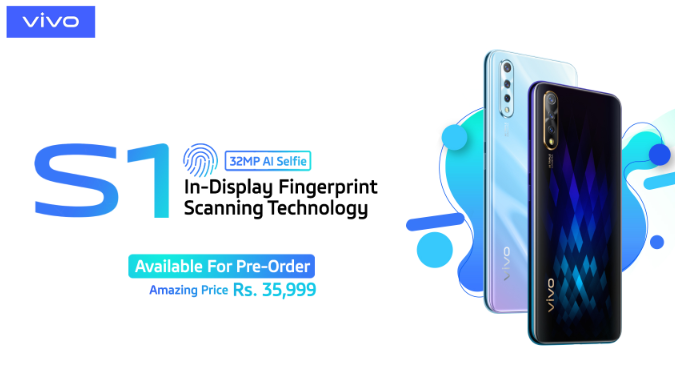 vivo
S1
32MP AI Selfie
In-Display Fingerprint
Scanning Technology
Available For Pre-Order
Amazing Price Rs. 35,999
vivo
vivo